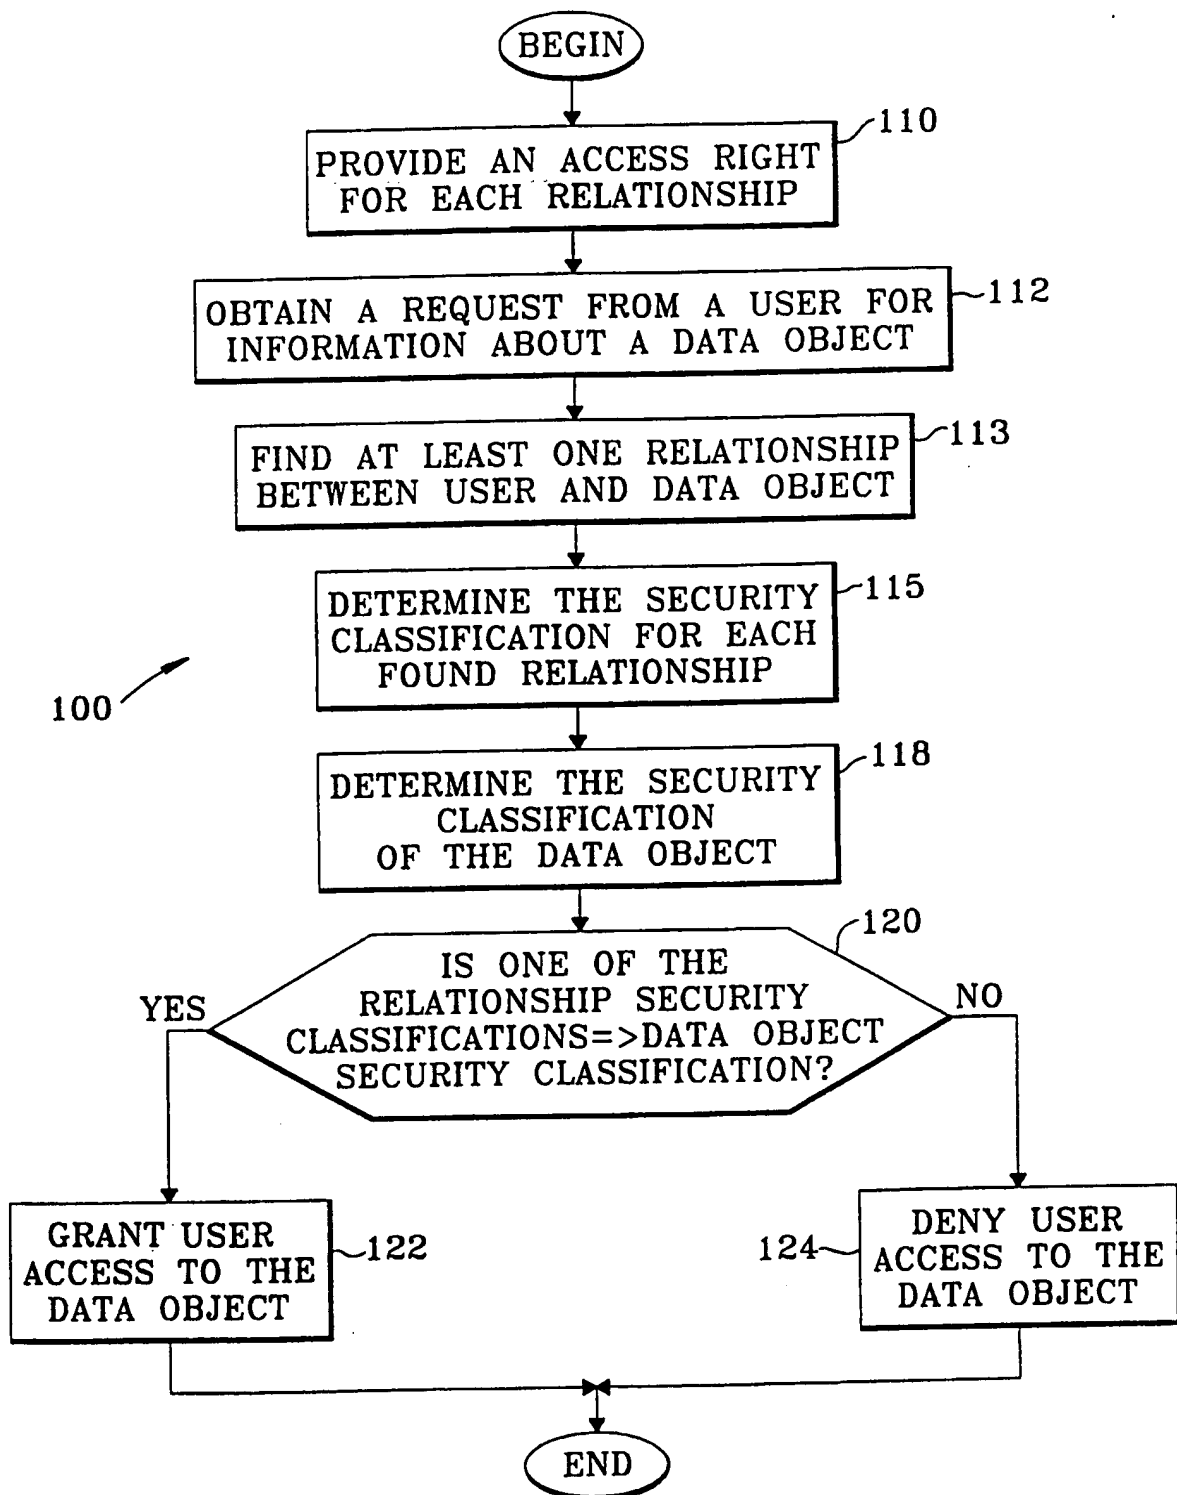 BEGIN
110
PROVIDE AN ACCESS RIGHT
FOR EACH RELATIONSHIP
112
OBTAIN A REQUEST FROM A USER FOR
INFORMATION ABOUT A DATA OBJECT
113
FIND AT LEAST ONE RELATIONSHIP
BETWEEN USER AND DATA OBJECT
115
DETERMINE THE SECURITY
CLASSIFICATION FOR EACH
FOUND RELATIONSHIP
100
118
DETERMINE THE SECURITY
CLASSIFICATION
OF THE DATA OBJECT
120
IS ONE OF THE
RELATIONSHIP SECURITY
CLASSIFICATIONS=>DATA OBJECT
SECURITY CLASSIFICATION?
YES
NO
GRANT USER
ACCESS TO THE
DATA OBJECT
122
124
DENY USER
ACCESS TO THE
DATA OBJECT
END